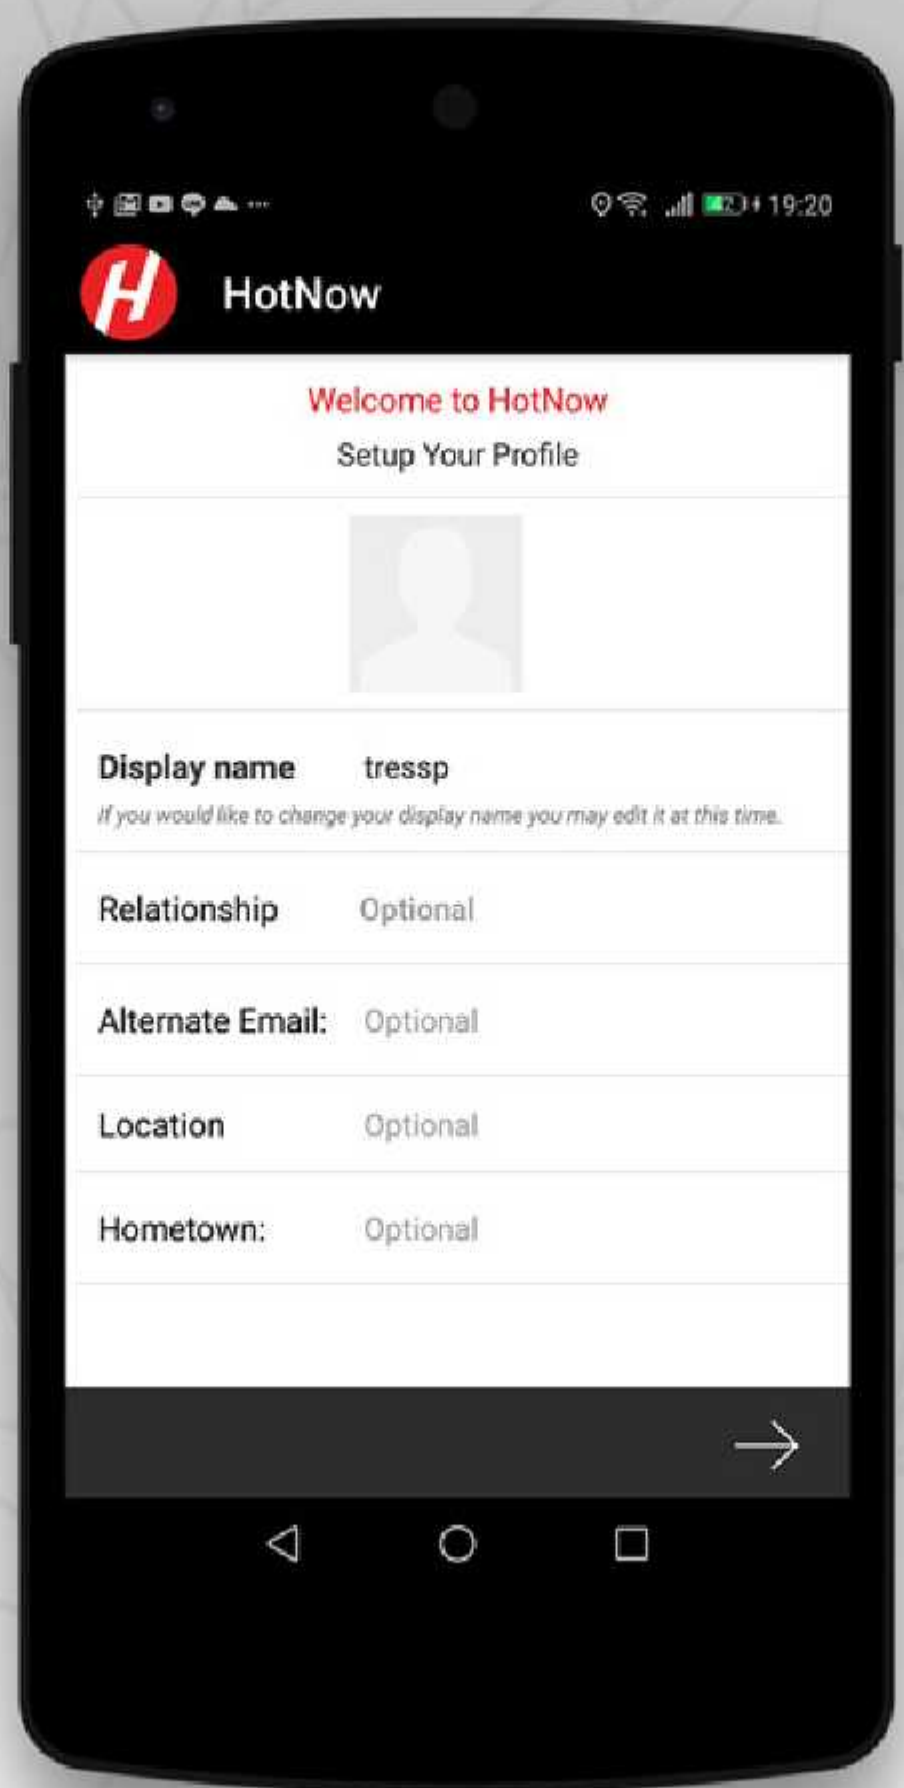 42 19:20
H HotNow
Welcome to HotNow
Setup Your Profile
Display name tressp
If you would like to change your display name you may edit it at this time.
Relationship Optional
Alternate Email: Optional
Location Optional
Hometown: Optional